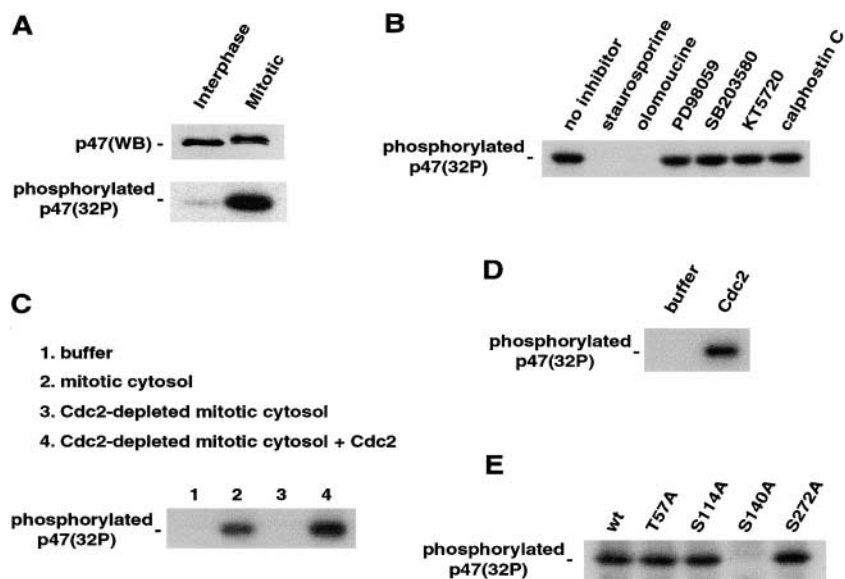 A
Interphase
Mitotic
p47(WB) -
phosphorylated
p47(32P) -
B
no inhibitor
staurosporine
olomoucine
PD98059
SB203580
KT5720
calphostin C
phosphorylated
p47(32P) -
C
1. buffer
2. mitotic cytosol
3. Cdc2-depleted mitotic cytosol
4. Cdc2-depleted mitotic cytosol + Cdc2
1 2 3 4
phosphorylated
p47(32P) -
D
buffer
Cdc2
phosphorylated
p47(32P) -
E
wt
T57A
S114A
S140A
S272A
phosphorylated
p47(32P) -